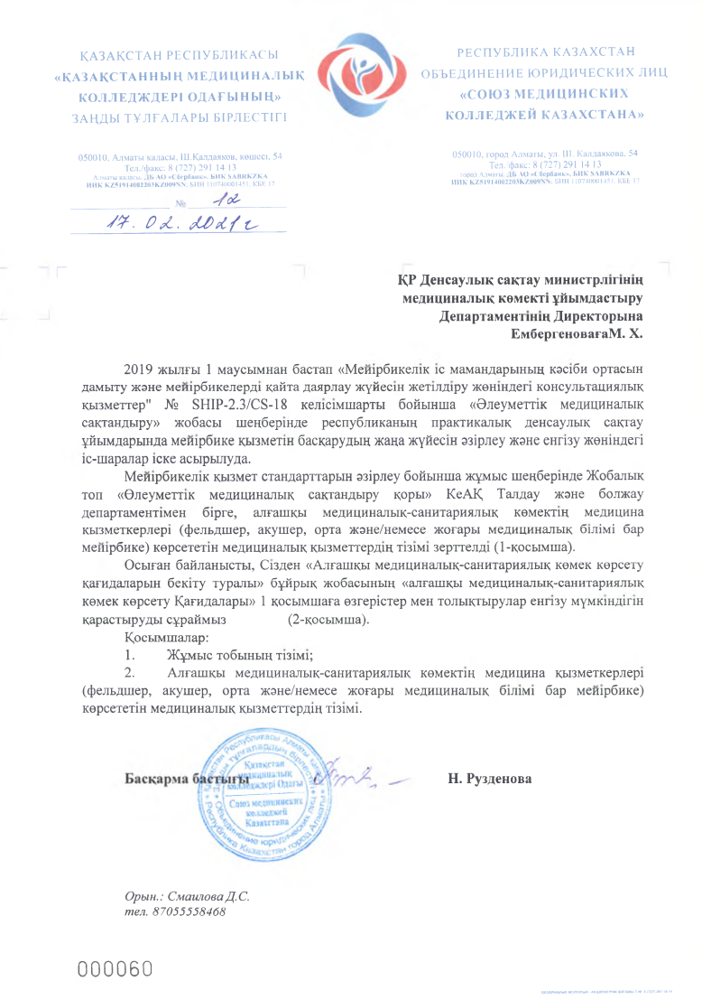 ҚАЗАҚСТАН РЕСПУБЛИКАСЫ
«ҚАЗАҚСТАННЫҢ МЕДИЦИНАЛЫҚ
КОЛЛЕДЖДЕРІ ОДАҒЫНЫҢ»
ЗАҢДЫ ТҰЛҒАЛАРЫ БІРЛЕСТІГІ
050010, Алматы қаласы, Ш.Қалдаяков, көшесі, 54
Тел./факс: 8 (727) 291 14 13
Алматы қаласы, ДБ АО «Сбербанк», БИК SABRKZKA
ИИК KZ51914002203KZ009NN; БИН 110740001451, КБЕ 17
№ 12
17. 02. 2021 г
РЕСПУБЛИКА КАЗАХСТАН
ОБЪЕДИНЕНИЕ ЮРИДИЧЕСКИХ ЛИЦ
«СОЮЗ МЕДИЦИНСКИХ
КОЛЛЕДЖЕЙ КАЗАХСТАНА»
050010, город Алматы, ул. Ш. Калдаякова, 54
Тел./факс: 8 (727) 291 14 13
город Алматы, ДБ АО «Сбербанк», БИК SABRKZKA
ИИК KZ51914002203KZ009NN; БИН 110740001451, КБЕ 17
ҚР Денсаулық сақтау министрлігінің
медициналық көмекті ұйымдастыру
Департаментінің Директорына
ЕмбергеновағаМ. Х.
2019 жылғы 1 маусымнан бастап «Мейірбикелік іс мамандарының кәсіби ортасын
дамыту және мейірбикелерді қайта даярлау жүйесін жетілдіру жөніндегі консультациялық
қызметтер" № SHIP-2.3/CS-18 келісімшарты бойынша «Әлеуметтік медициналық
сақтандыру» жобасы шеңберінде республиканың практикалық денсаулық сақтау
ұйымдарында мейірбике қызметін басқарудың жаңа жүйесін әзірлеу және енгізу жөніндегі
іс-шаралар іске асырылуда.
Мейірбикелік қызмет стандарттарын әзірлеу бойынша жұмыс шеңберінде Жобалық
топ «Әлеуметтік медициналық сақтандыру қоры» КеАҚ Талдау және болжау
департаментімен бірге, алғашқы медициналық-санитариялық көмектің медицина
қызметкерлері (фельдшер, акушер, орта және/немесе жоғары медициналық білімі бар
мейірбике) көрсететін медициналық қызметтердің тізімі зерттелді (1-қосымша).
Осыған байланысты, Сізден «Алғашқы медициналық-санитариялық көмек көрсету
қағидаларын бекіту туралы» бұйрық жобасының «алғашқы медициналық-санитариялық
көмек көрсету Қағидалары» 1 қосымшаға өзгерістер мен толықтырулар енгізу мүмкіндігін
қарастыруды сұраймыз (2-қосымша).
Қосымшалар:
1. Жұмыс тобының тізімі;
2. Алғашқы медициналық-санитариялық көмектің медицина қызметкерлері
(фельдшер, акушер, орта және/немесе жоғары медициналық білімі бар мейірбике)
көрсететін медициналық қызметтердің тізімі.
Басқарма бастығы Н. Рузденова
Қазақстан
медициналық
колледждері Одағы
Союз медицинских
колледжей
Казахстана
Орын.: Смаилова Д.С.
тел. 87055558468
000060